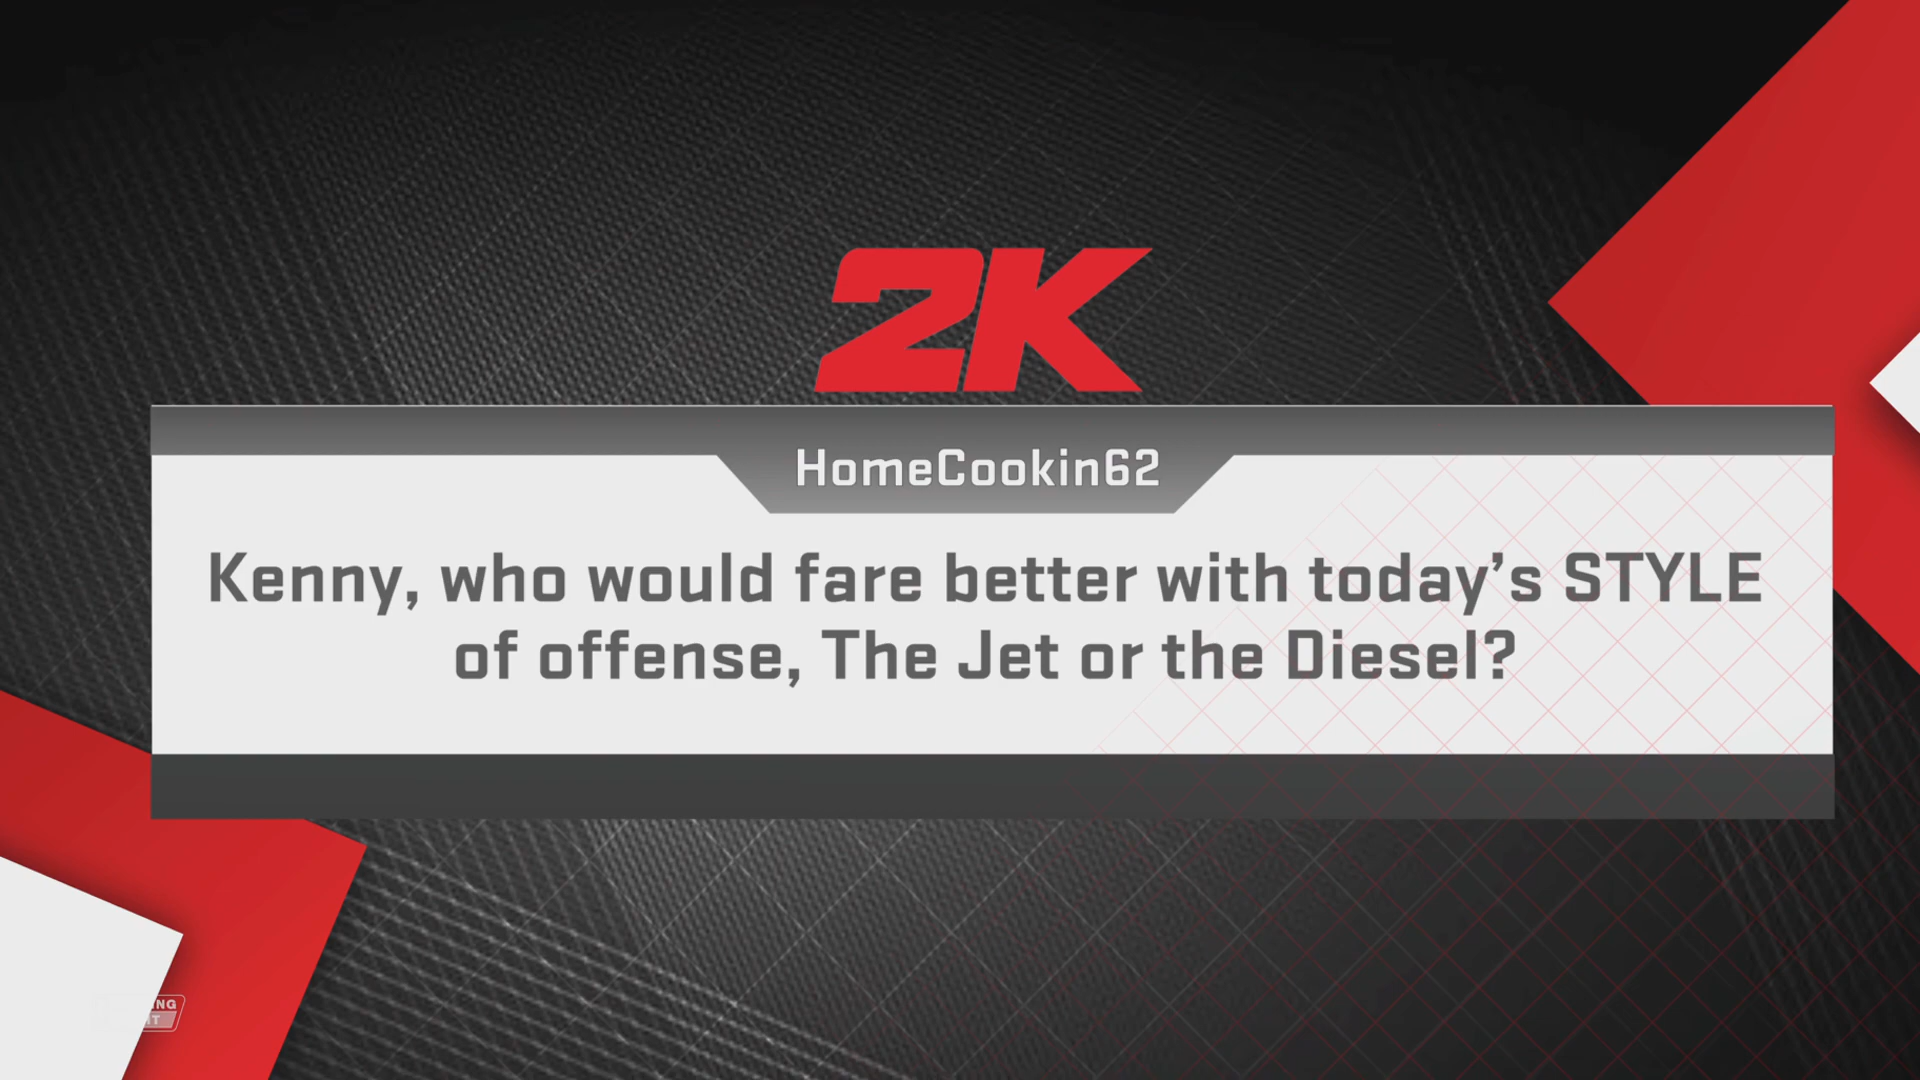 2K
HomeCookin62
Kenny, who would fare better with today’s STYLE
of offense, The Jet or the Diesel?